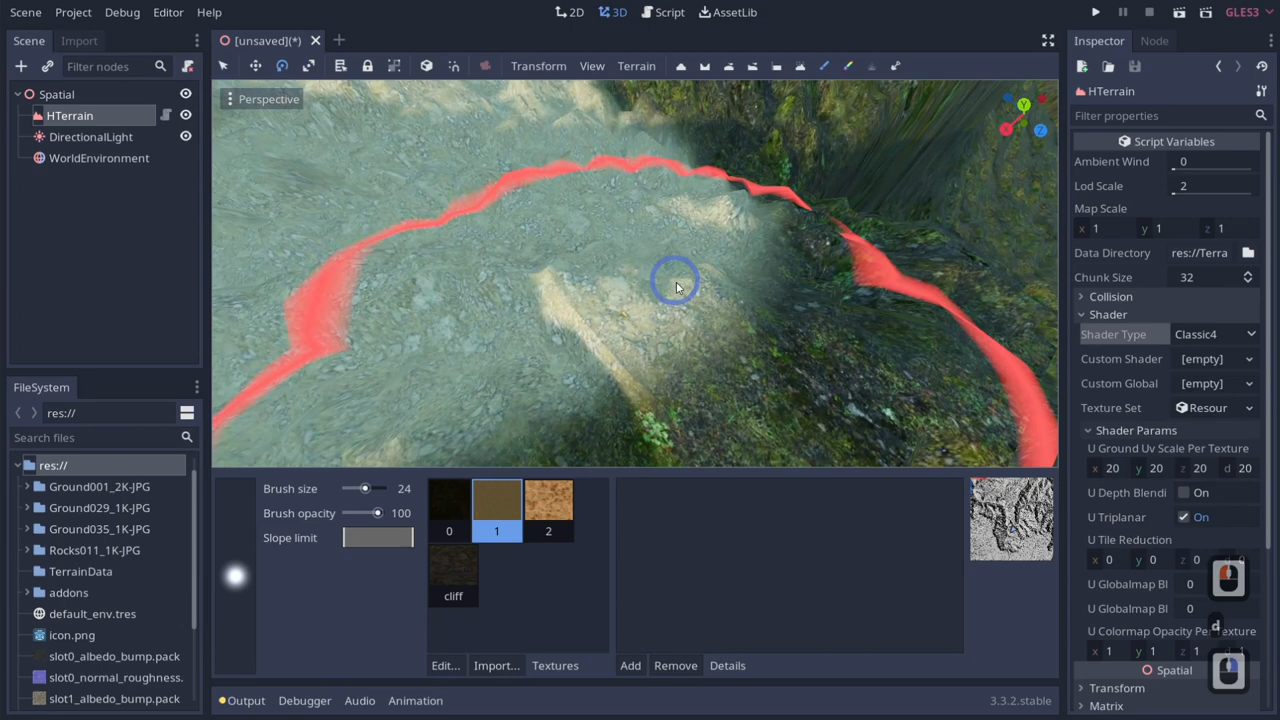 Scene Project Debug Editor Help
2D 3D Script AssetLib
GLES3
Scene Import
[unsaved](*)
Inspector Node
Filter nodes
Transform View Terrain
Spatial
HTerrain
DirectionalLight
WorldEnvironment
Perspective
Y
X
Z
HTerrain
Filter properties
Script Variables
Ambient Wind 0
Lod Scale 2
Map Scale
x 1 y 1 z 1
Data Directory res://Terra
Chunk Size 32
Collision
Shader
Shader Type Classic4
Custom Shader [empty]
Custom Global [empty]
Texture Set Resour
Shader Params
U Ground Uv Scale Per Texture
x 20 y 20 z 20 d 20
U Depth Blendi On
U Triplanar On
U Tile Reduction
x 0 y 0 z 0 d 0
U Globalmap Bl 0
U Globalmap Bl 0
U Colormap Opacity Per Texture
x 1 y 1 z 1 1
Spatial
Transform
Matrix
d
FileSystem
res://
Search files
res://
Ground001_2K-JPG
Ground029_1K-JPG
Ground035_1K-JPG
Rocks011_1K-JPG
TerrainData
addons
default_env.tres
icon.png
slot0_albedo_bump.pack
slot0_normal_roughness.
slot1_albedo_bump.pack
Brush size 24
Brush opacity 100
Slope limit
0 1 2
cliff
Edit... Import... Textures
Add Remove Details
Output Debugger Audio Animation
3.3.2.stable